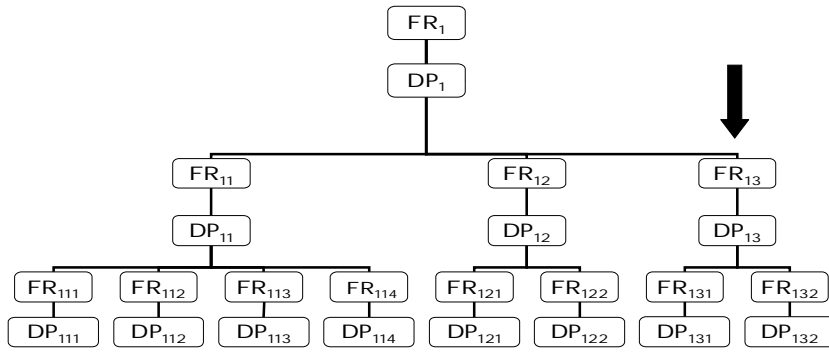 FR₁
DP₁
FR₁₁ FR₁₂ FR₁₃
DP₁₁ DP₁₂ DP₁₃
FR₁₁₁ FR₁₁₂ FR₁₁₃ FR₁₁₄ FR₁₂₁ FR₁₂₂ FR₁₃₁ FR₁₃₂
DP₁₁₁ DP₁₁₂ DP₁₁₃ DP₁₁₄ DP₁₂₁ DP₁₂₂ DP₁₃₁ DP₁₃₂